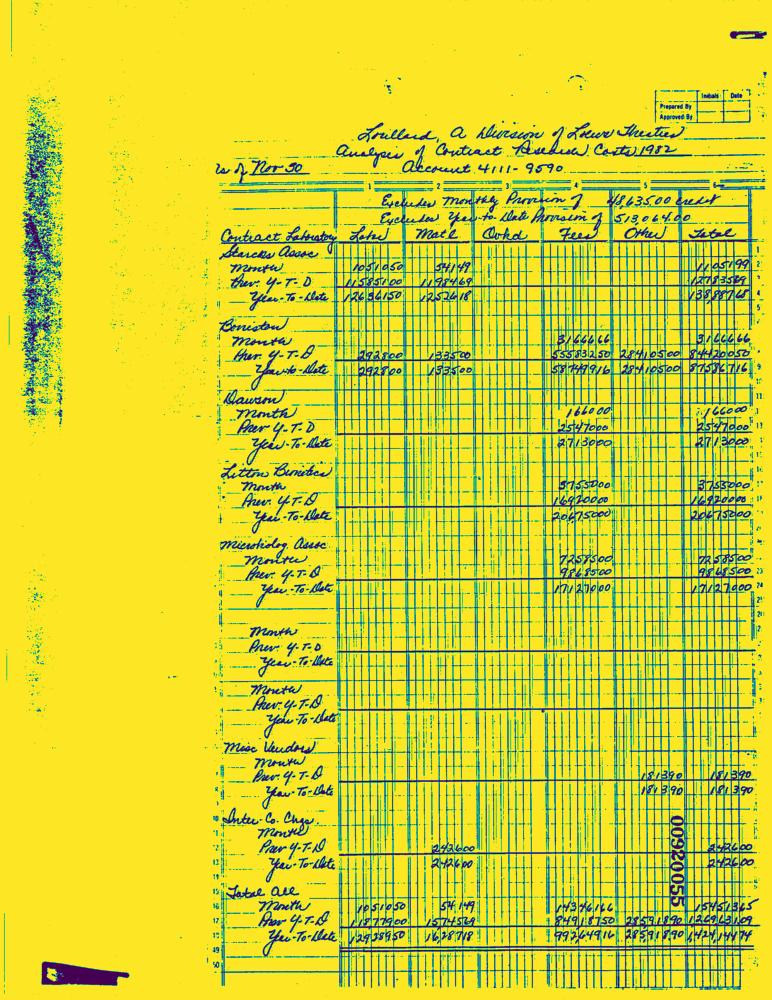 Initials Date
Prepared By
Approved By
Lorillard, A Division of Loew's Theatres
Analysis of Contract Research Costs 1982
As of Nov 30 Account 4111-9590
1 2 3 4 5 6
Excludes Monthly Provision of 48,635.00 credit
Excludes Year-to-Date Provision of 513,064.00
Contract Laboratory Labor Mat'l Ovhd Fees Other Total
Assoc
Month 1051050 54149 1105199
Prev. Y-T-D 11585100 1198469 12783569
Year-To-Date 12636150 1252618 13888768
Month 3166666 3166666
Prev. Y-T-D 292800 133500 55583250 28410500 84420050
Year-to-Date 292800 133500 58749916 28410500 87586716
Dawson
Month 166000 166000
Prev Y-T-D 2547000 2547000
Year-To-Date 2713000 2713000
Litton Bionetics
Month 3755000 3755000
Prev. Y-T-D 16920000 16920000
Year-To-Date 20675000 20675000
Microbiolog. Assoc
Month 7258500 7258500
Prev. Y-T-D 9868500 9868500
Year-To-Date 17127000 17127000
Month
Prev Y-T-D
Year-To-Date
Month
Prev. Y-T-D
Year-To-Date
Misc Vendors
Month
Prev. Y-T-D 181390 181390
Year-To-Date 181390 181390
Inter-Co. Chgs
Month
Prev Y-T-D 242600 242600
Year-To-Date 242600 242600
Total All
Month 1051050 54149 14346166 15451365
Prev Y-T-D 11877900 1574569 84918750 28591890 126963109
Year-To-Date 12928950 1628718 99264916 28591890 142414474
00920055